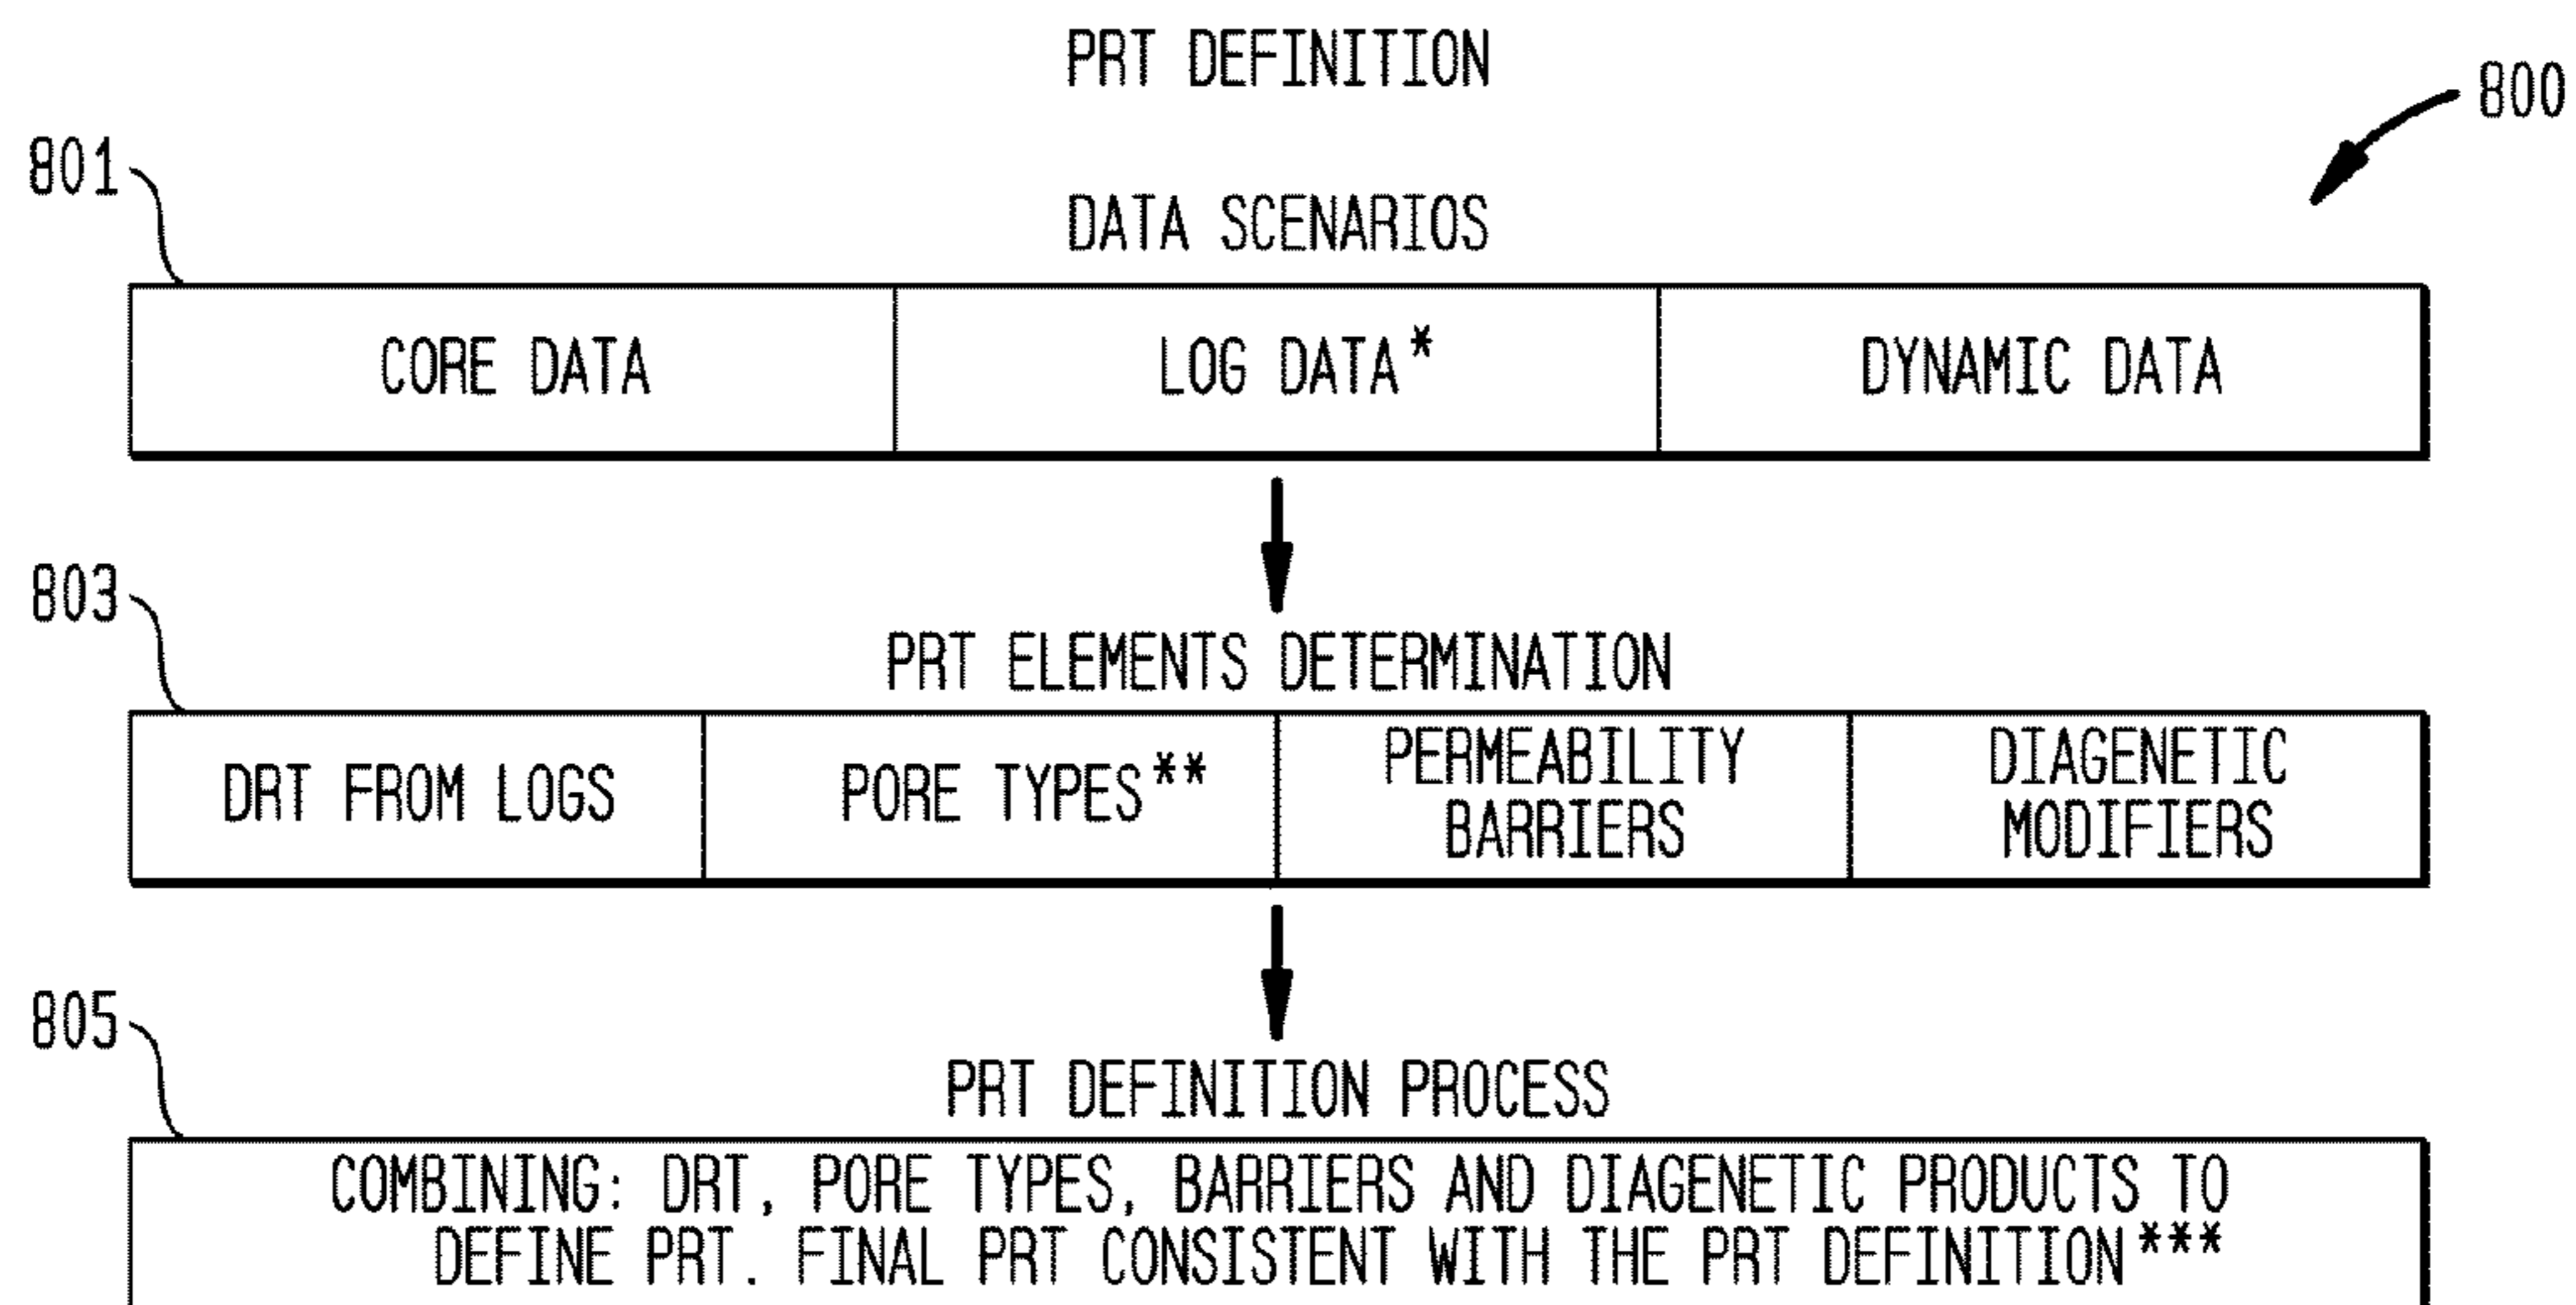 PRT DEFINITION
800
801
DATA SCENARIOS
CORE DATA
LOG DATA*
DYNAMIC DATA
803
PRT ELEMENTS DETERMINATION
DRT FROM LOGS
PORE TYPES**
PERMEABILITY
BARRIERS
DIAGENETIC
MODIFIERS
805
PRT DEFINITION PROCESS
COMBINING: DRT, PORE TYPES, BARRIERS AND DIAGENETIC PRODUCTS TO
DEFINE PRT. FINAL PRT CONSISTENT WITH THE PRT DEFINITION***